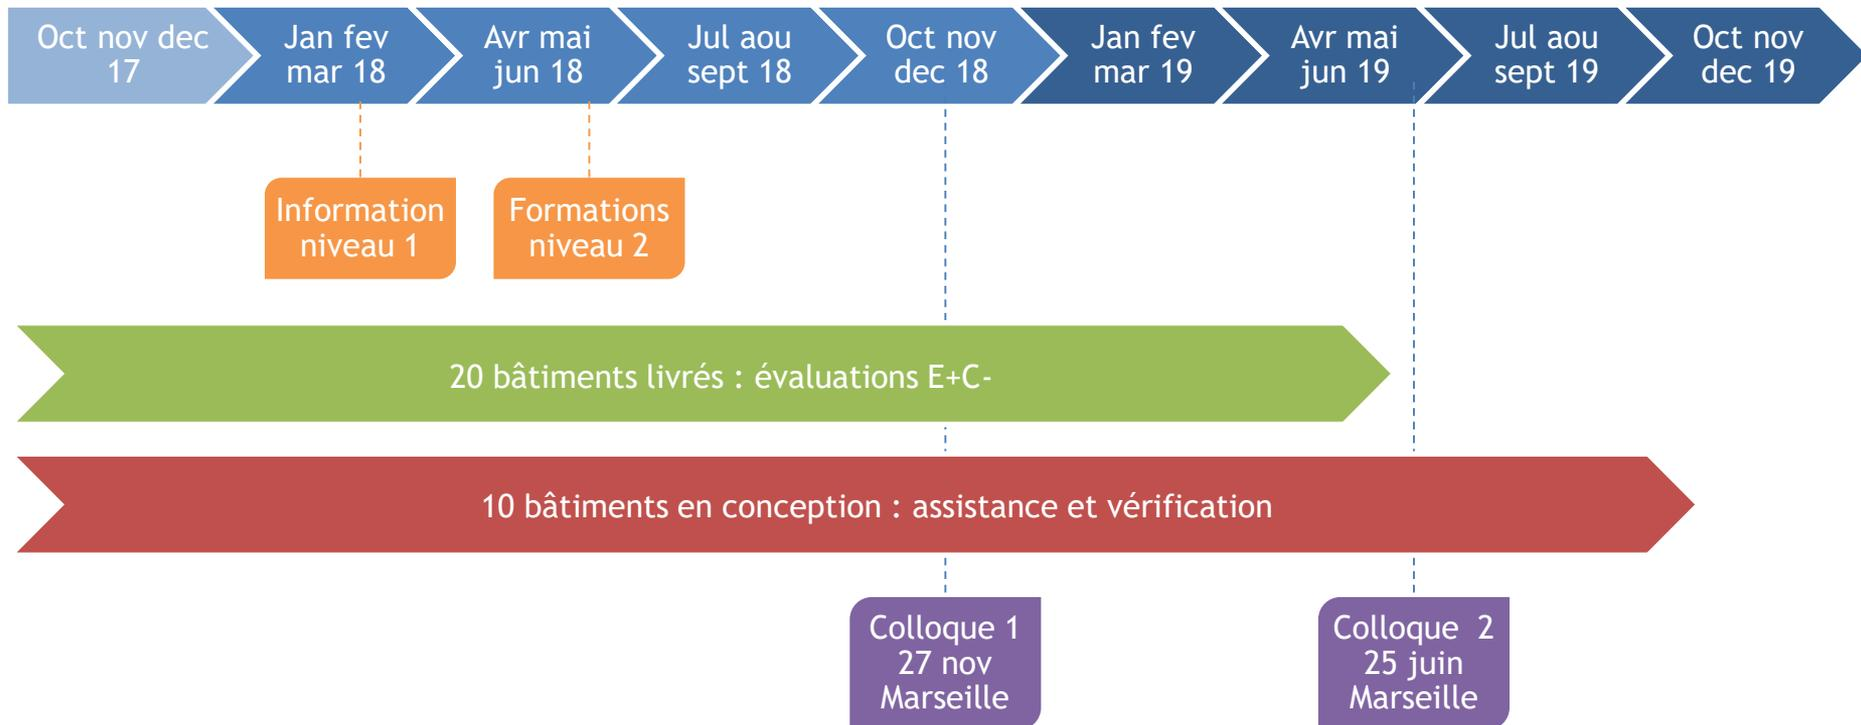 Oct nov dec
17
Jan fev
mar 18
Avr mai
jun 18
Jul aou
sept 18
Oct nov
dec 18
Jan fev
mar 19
Avr mai
jun 19
Jul aou
sept 19
Oct nov
dec 19
Information
niveau 1
Formations
niveau 2
20 bâtiments livrés : évaluations E+C-
10 bâtiments en conception : assistance et vérification
Colloque 1
27 nov
Marseille
Colloque 2
25 juin
Marseille